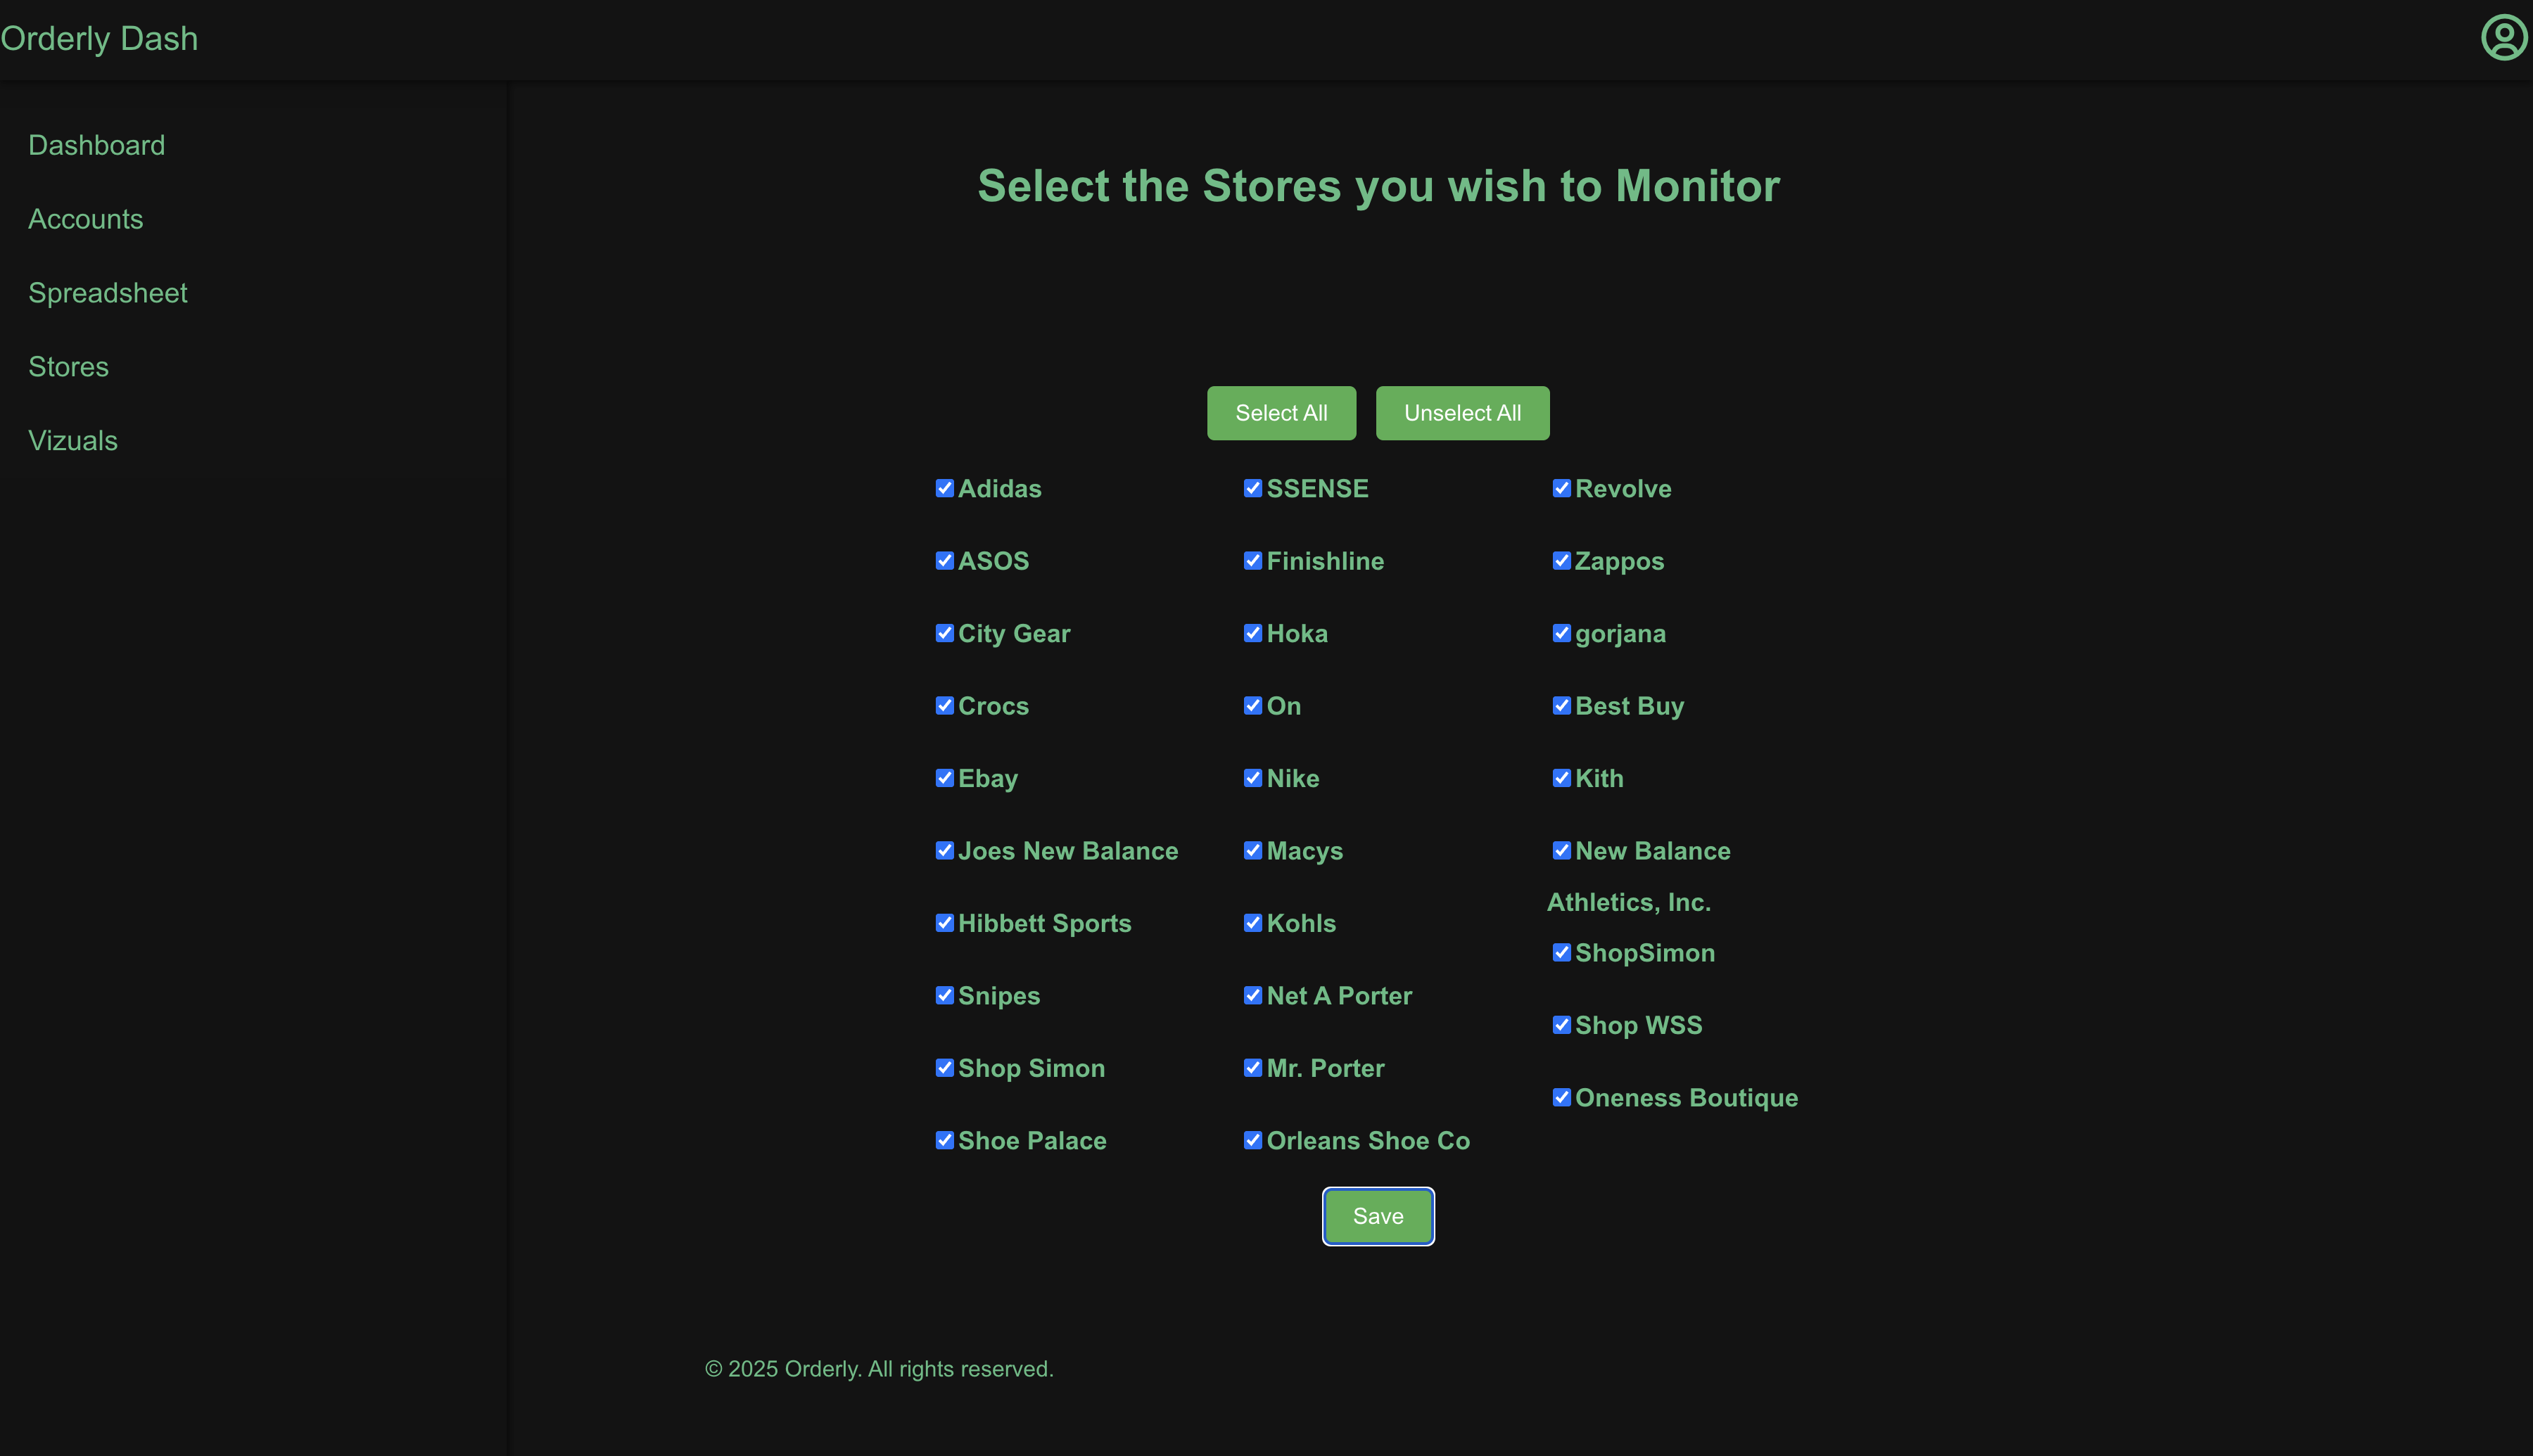 Orderly Dash
Dashboard
Accounts
Spreadsheet
Stores
Vizuals
Select the Stores you wish to Monitor
Select All
Unselect All
Adidas
ASOS
City Gear
Crocs
Ebay
Joes New Balance
Hibbett Sports
Snipes
Shop Simon
Shoe Palace
SSENSE
Finishline
Hoka
On
Nike
Macys
Kohls
Net A Porter
Mr. Porter
Orleans Shoe Co
Revolve
Zappos
gorjana
Best Buy
Kith
New Balance
Athletics, Inc.
ShopSimon
Shop WSS
Oneness Boutique
Save
© 2025 Orderly. All rights reserved.